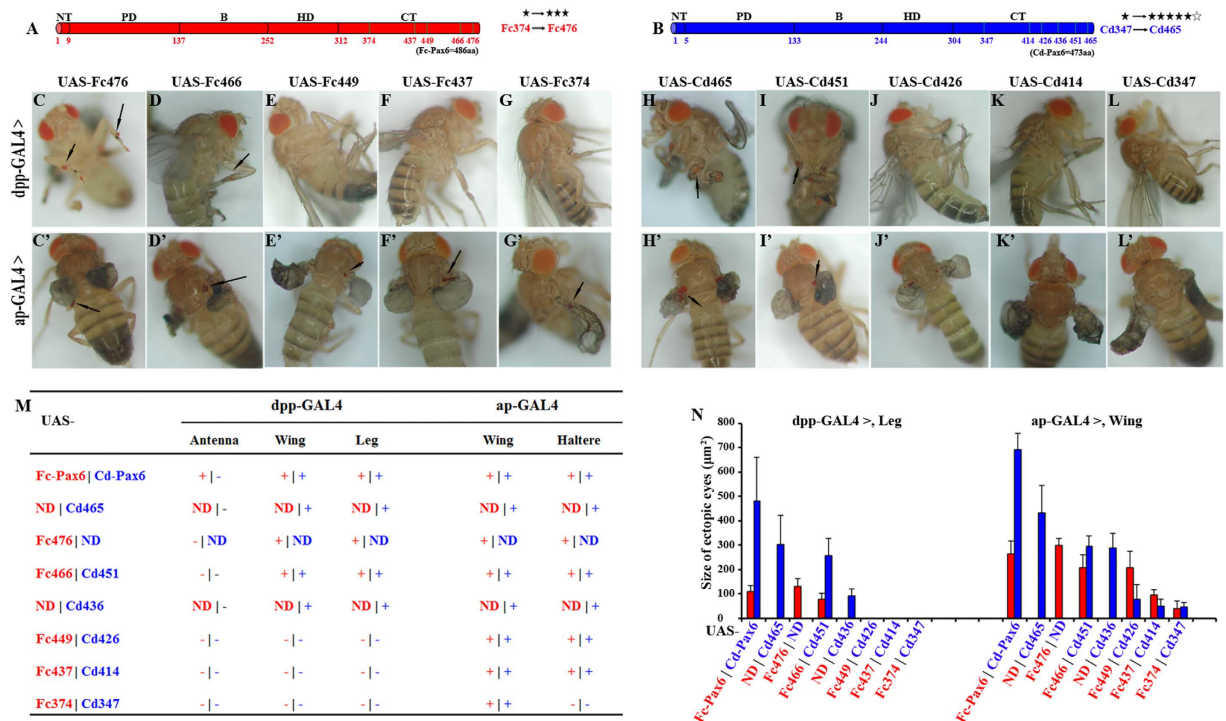 A
NT PD B HD CT
1 9 137 252 312 374 437 449 466 476
(Fc-Pax6=486aa)
★→★★★
Fc374→Fc476
B
NT PD B HD CT
1 5 133 244 304 347 414 426 436 451 465
(Cd-Pax6=473aa)
★→★★★★★☆
Cd347→Cd465
UAS-Fc476 UAS-Fc466 UAS-Fc449 UAS-Fc437 UAS-Fc374
UAS-Cd465 UAS-Cd451 UAS-Cd426 UAS-Cd414 UAS-Cd347
dpp-GAL4 >
C D E F G H I J K L
ap-GAL4 >
C' D' E' F' G' H' I' J' K' L'
M
UAS- dpp-GAL4 ap-GAL4
Antenna Wing Leg Wing Haltere
Fc-Pax6 | Cd-Pax6 + | - + | + + | + + | + + | +
ND | Cd465 ND | - ND | + ND | + ND | + ND | +
Fc476 | ND - | ND + | ND + | ND + | ND + | ND
Fc466 | Cd451 - | - + | + + | + + | + + | +
ND | Cd436 ND | - ND | + ND | + ND | + ND | +
Fc449 | Cd426 - | - - | - - | - + | + + | +
Fc437 | Cd414 - | - - | - - | - + | + + | +
Fc374 | Cd347 - | - - | - - | - + | + - | -
N
dpp-GAL4 >, Leg ap-GAL4 >, Wing
Size of ectopic eyes (μm²)
800
700
600
500
400
300
200
100
0
UAS-
Fc-Pax6 | Cd-Pax6
ND | Cd465
Fc476 | ND
Fc466 | Cd451
ND | Cd436
Fc449 | Cd426
Fc437 | Cd414
Fc374 | Cd347
Fc-Pax6 | Cd-Pax6
ND | Cd465
Fc476 | ND
Fc466 | Cd451
ND | Cd436
Fc449 | Cd426
Fc437 | Cd414
Fc374 | Cd347